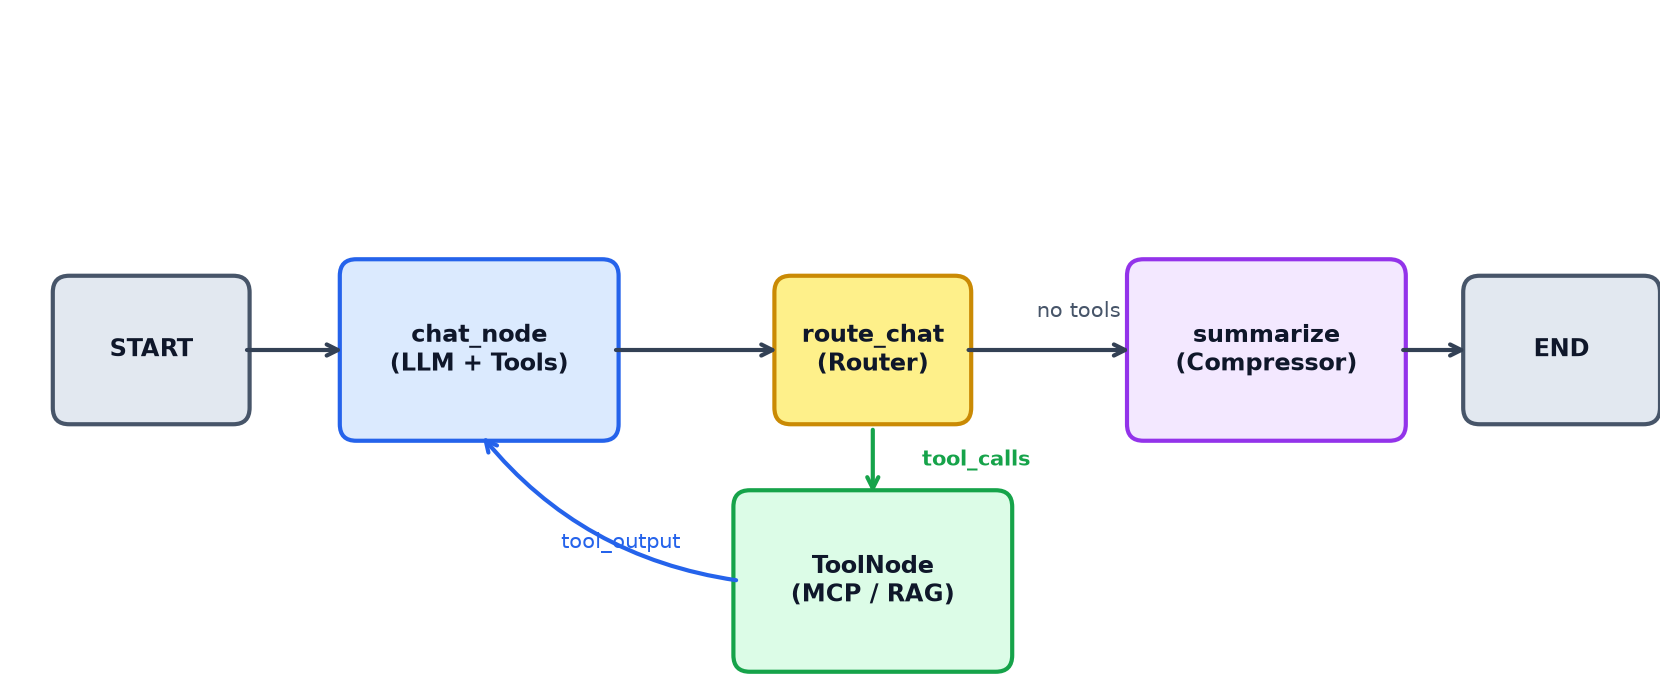 START
chat_node
(LLM + Tools)
route_chat
(Router)
no tools
summarize
(Compressor)
END
tool_calls
tool_output
ToolNode
(MCP / RAG)